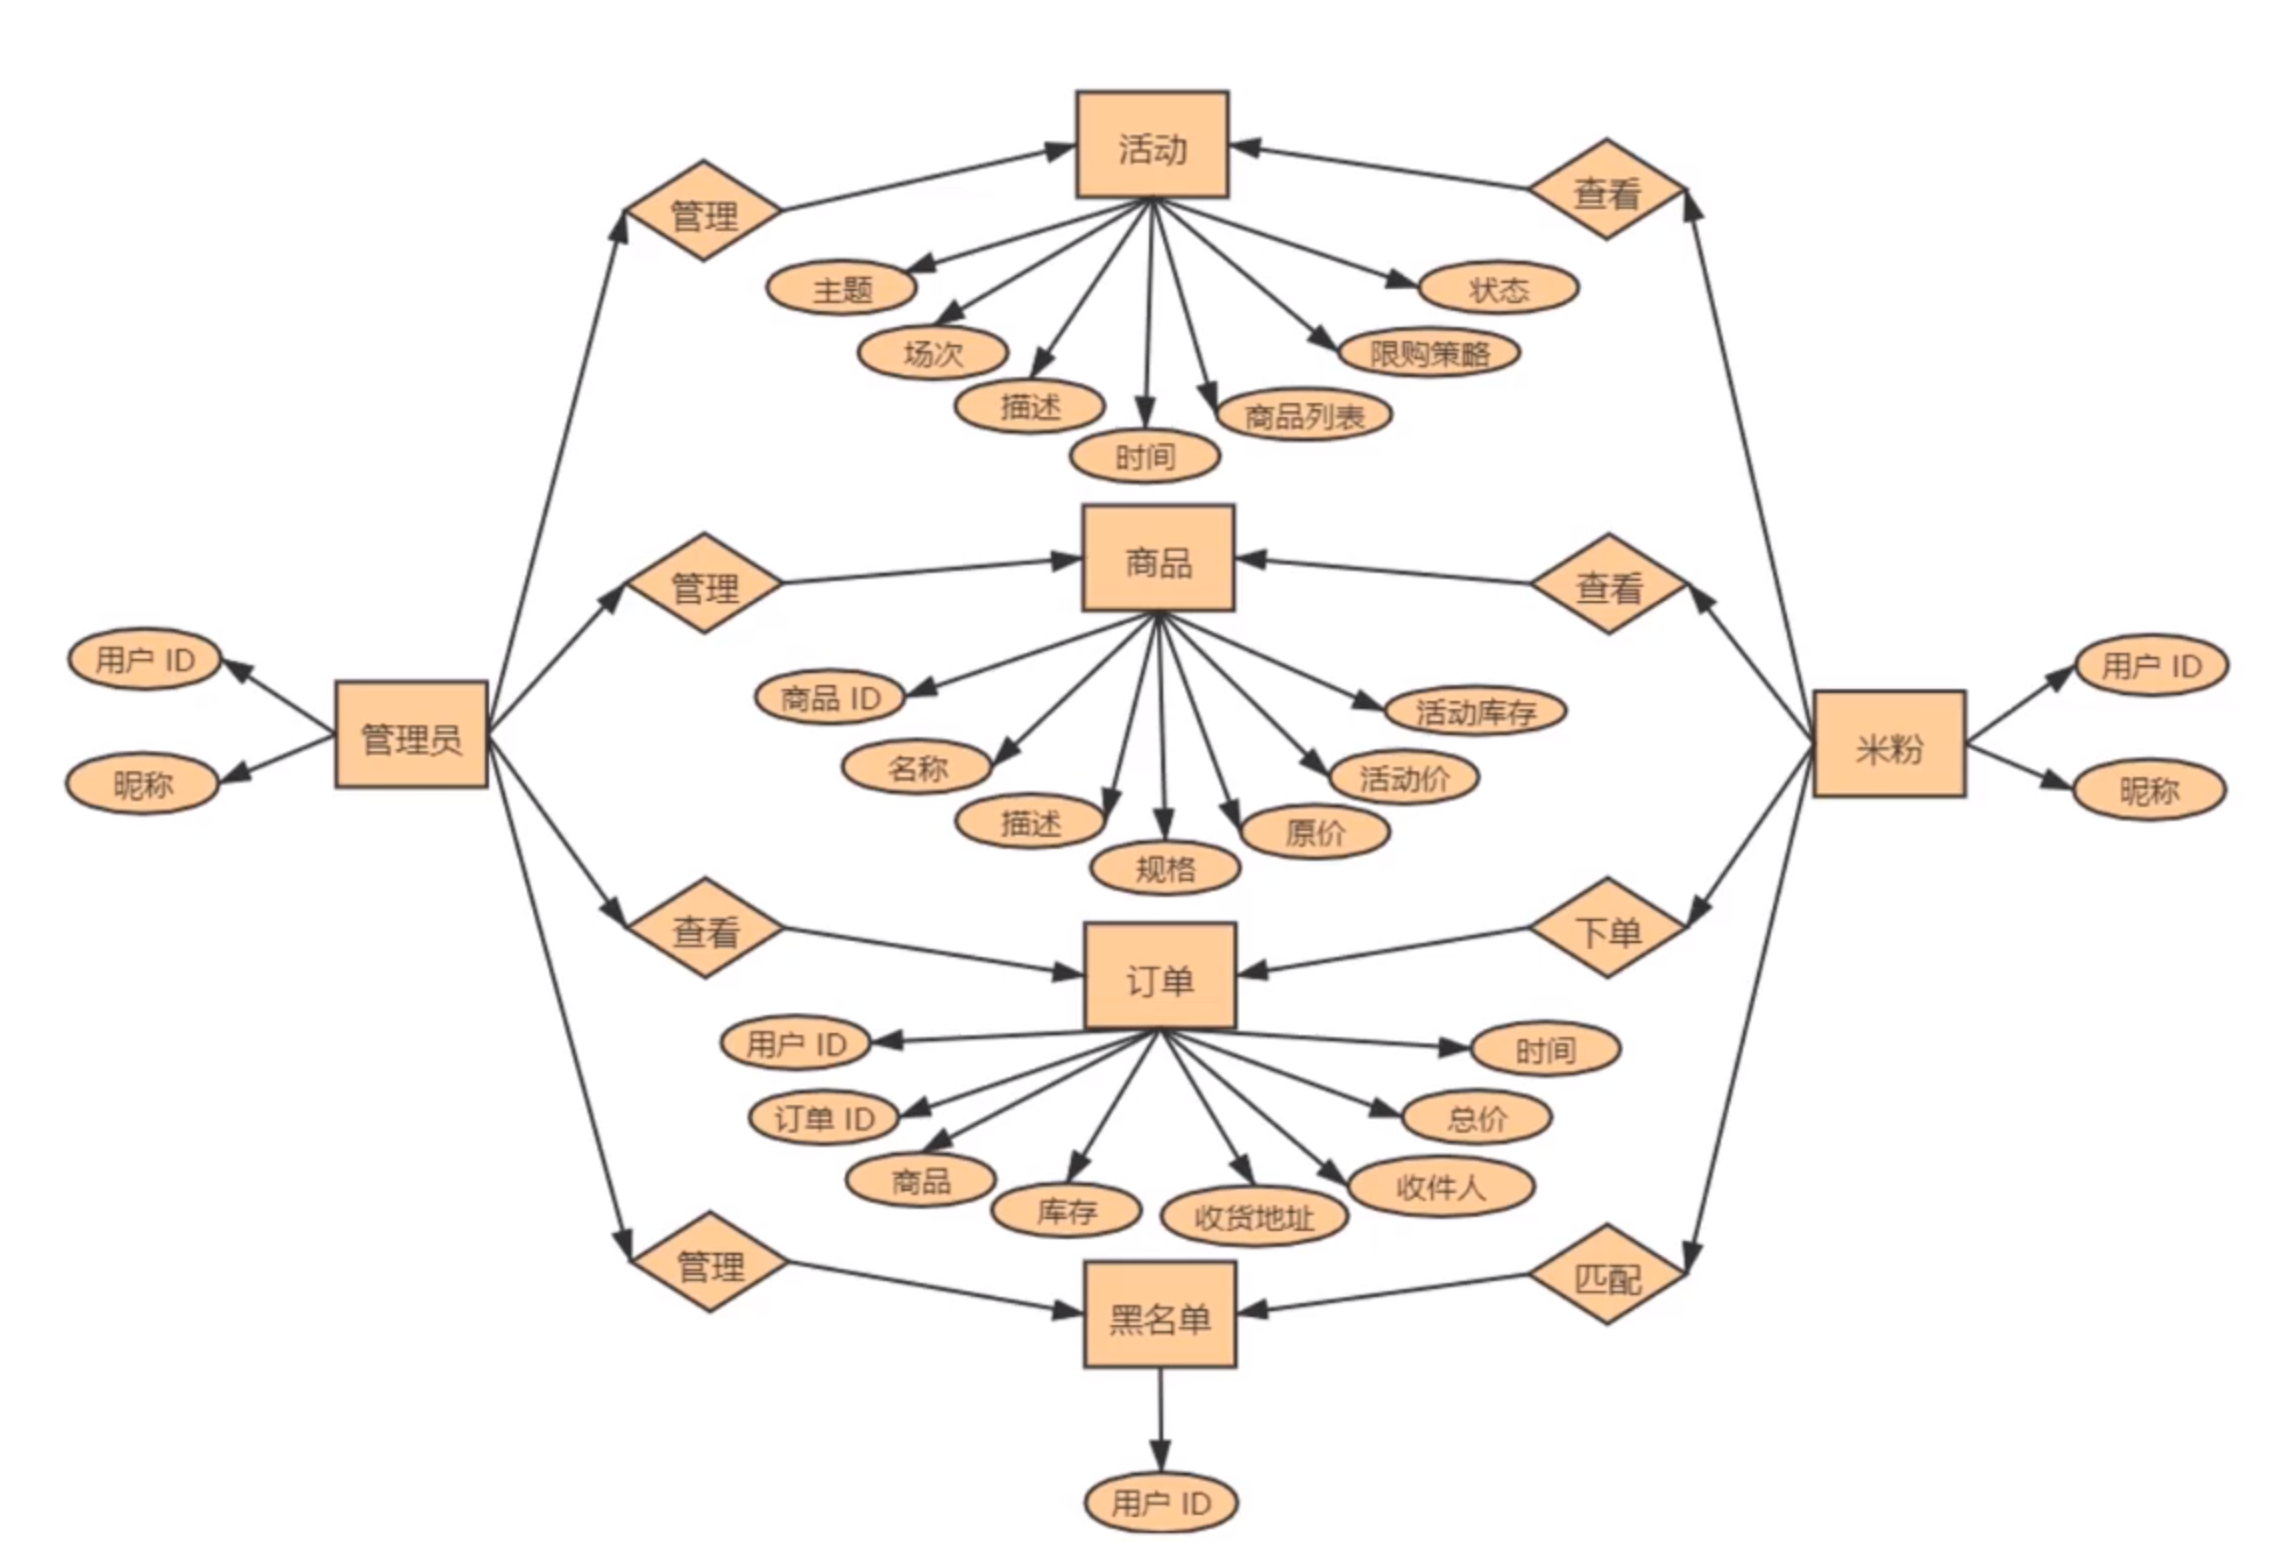 活动
管理
查看
主题
状态
场次
限购策略
描述
商品列表
时间
商品
管理
查看
用户 ID
用户 ID
商品 ID
活动库存
管理员
米粉
名称
活动价
昵称
昵称
描述
原价
规格
查看
下单
订单
用户 ID
时间
订单 ID
总价
商品
收件人
库存
收货地址
管理
匹配
黑名单
用户 ID